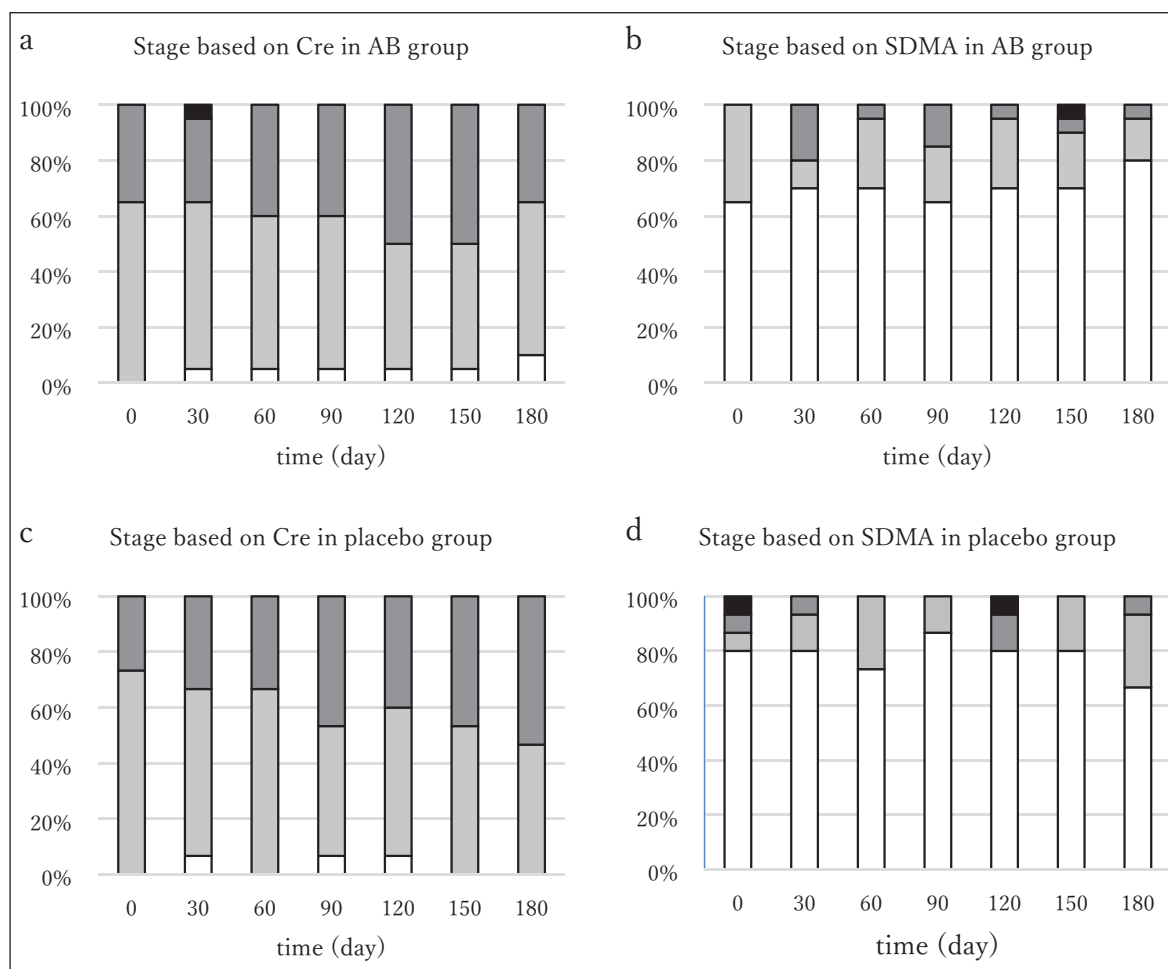 a
Stage based on Cre in AB group
100%
80%
60%
40%
20%
0%
0 30 60 90 120 150 180
time (day)
b
Stage based on SDMA in AB group
100%
80%
60%
40%
20%
0%
0 30 60 90 120 150 180
time (day)
c
Stage based on Cre in placebo group
100%
80%
60%
40%
20%
0%
0 30 60 90 120 150 180
time (day)
d
Stage based on SDMA in placebo group
100%
80%
60%
40%
20%
0%
0 30 60 90 120 150 180
time (day)